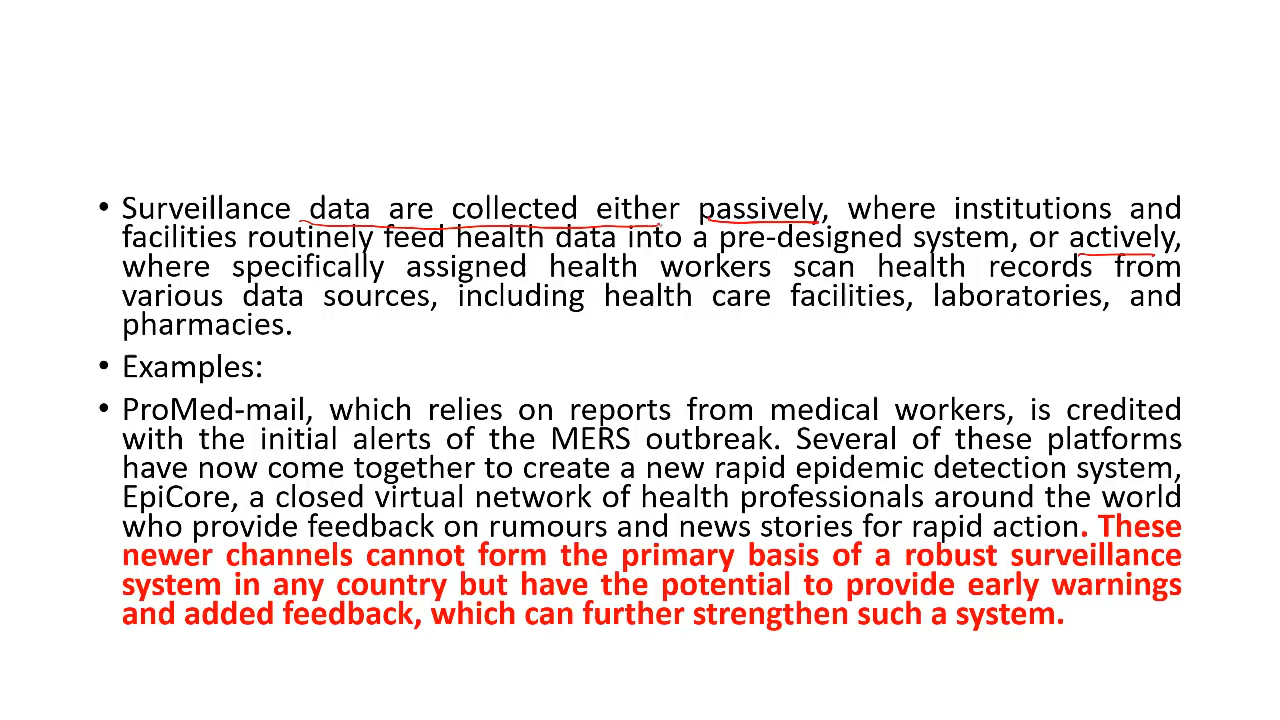 • Surveillance data are collected either passively, where institutions and
facilities routinely feed health data into a pre-designed system, or actively,
where specifically assigned health workers scan health records from
various data sources, including health care facilities, laboratories, and
pharmacies.
• Examples:
• ProMed-mail, which relies on reports from medical workers, is credited
with the initial alerts of the MERS outbreak. Several of these platforms
have now come together to create a new rapid epidemic detection system,
EpiCore, a closed virtual network of health professionals around the world
who provide feedback on rumours and news stories for rapid action. These
newer channels cannot form the primary basis of a robust surveillance
system in any country but have the potential to provide early warnings
and added feedback, which can further strengthen such a system.